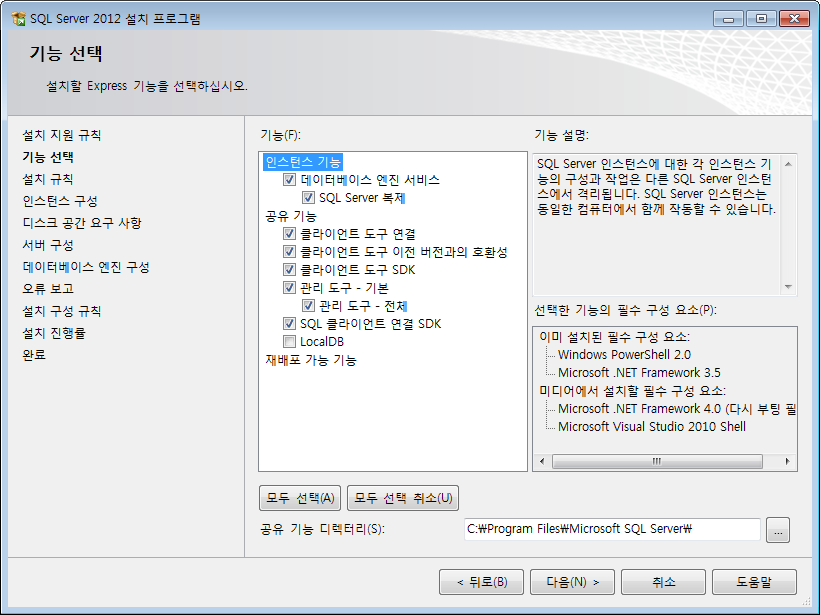 SQL Server 2012 설치 프로그램
기능 선택
설치할 Express 기능을 선택하십시오.
설치 지원 규칙
기능 선택
설치 규칙
인스턴스 구성
디스크 공간 요구 사항
서버 구성
데이터베이스 엔진 구성
오류 보고
설치 구성 규칙
설치 진행률
완료
기능(F):
인스턴스 기능
데이터베이스 엔진 서비스
SQL Server 복제
공유 기능
클라이언트 도구 연결
클라이언트 도구 이전 버전과의 호환성
클라이언트 도구 SDK
관리 도구 - 기본
관리 도구 - 전체
SQL 클라이언트 연결 SDK
LocalDB
재배포 가능 기능
기능 설명:
SQL Server 인스턴스에 대한 각 인스턴스 기
능의 구성과 작업은 다른 SQL Server 인스턴
스에서 격리됩니다. SQL Server 인스턴스는
동일한 컴퓨터에서 함께 작동할 수 있습니다.
선택한 기능의 필수 구성 요소(P):
이미 설치된 필수 구성 요소:
Windows PowerShell 2.0
Microsoft .NET Framework 3.5
미디어에서 설치할 필수 구성 요소:
Microsoft .NET Framework 4.0 (다시 부팅 필
Microsoft Visual Studio 2010 Shell
모두 선택(A) 모두 선택 취소(U)
공유 기능 디렉터리(S): C:₩Program Files₩Microsoft SQL Server₩ ...
< 뒤로(B) 다음(N) > 취소 도움말